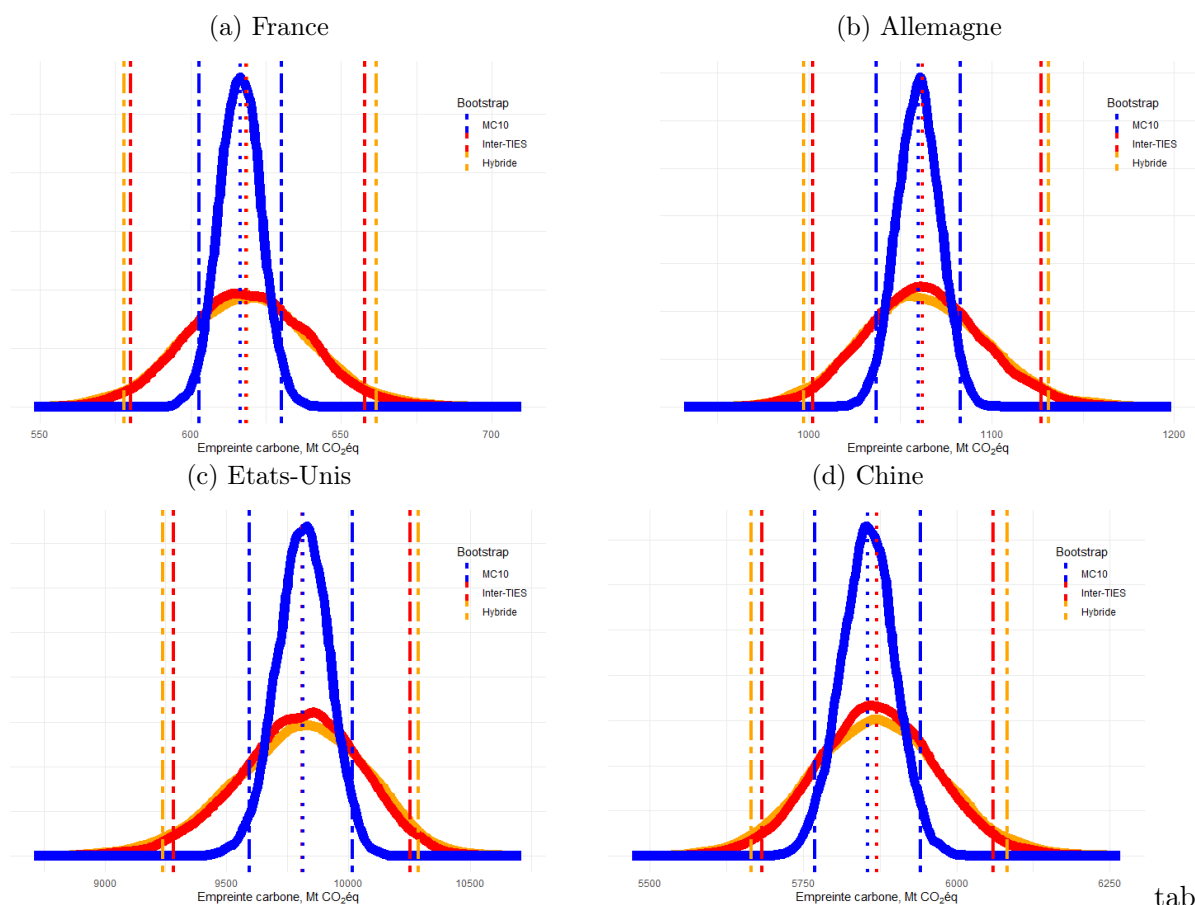 (a) France
Bootstrap
MC10
Inter-TIES
Hybride
550 600 650 700
Empreinte carbone, Mt CO₂éq
(b) Allemagne
Bootstrap
MC10
Inter-TIES
Hybride
1000 1100 1200
Empreinte carbone, Mt CO₂éq
(c) Etats-Unis
Bootstrap
MC10
Inter-TIES
Hybride
9000 9500 10000 10500
Empreinte carbone, Mt CO₂éq
(d) Chine
Bootstrap
MC10
Inter-TIES
Hybride
5500 5750 6000 6250
Empreinte carbone, Mt CO₂éq
tab